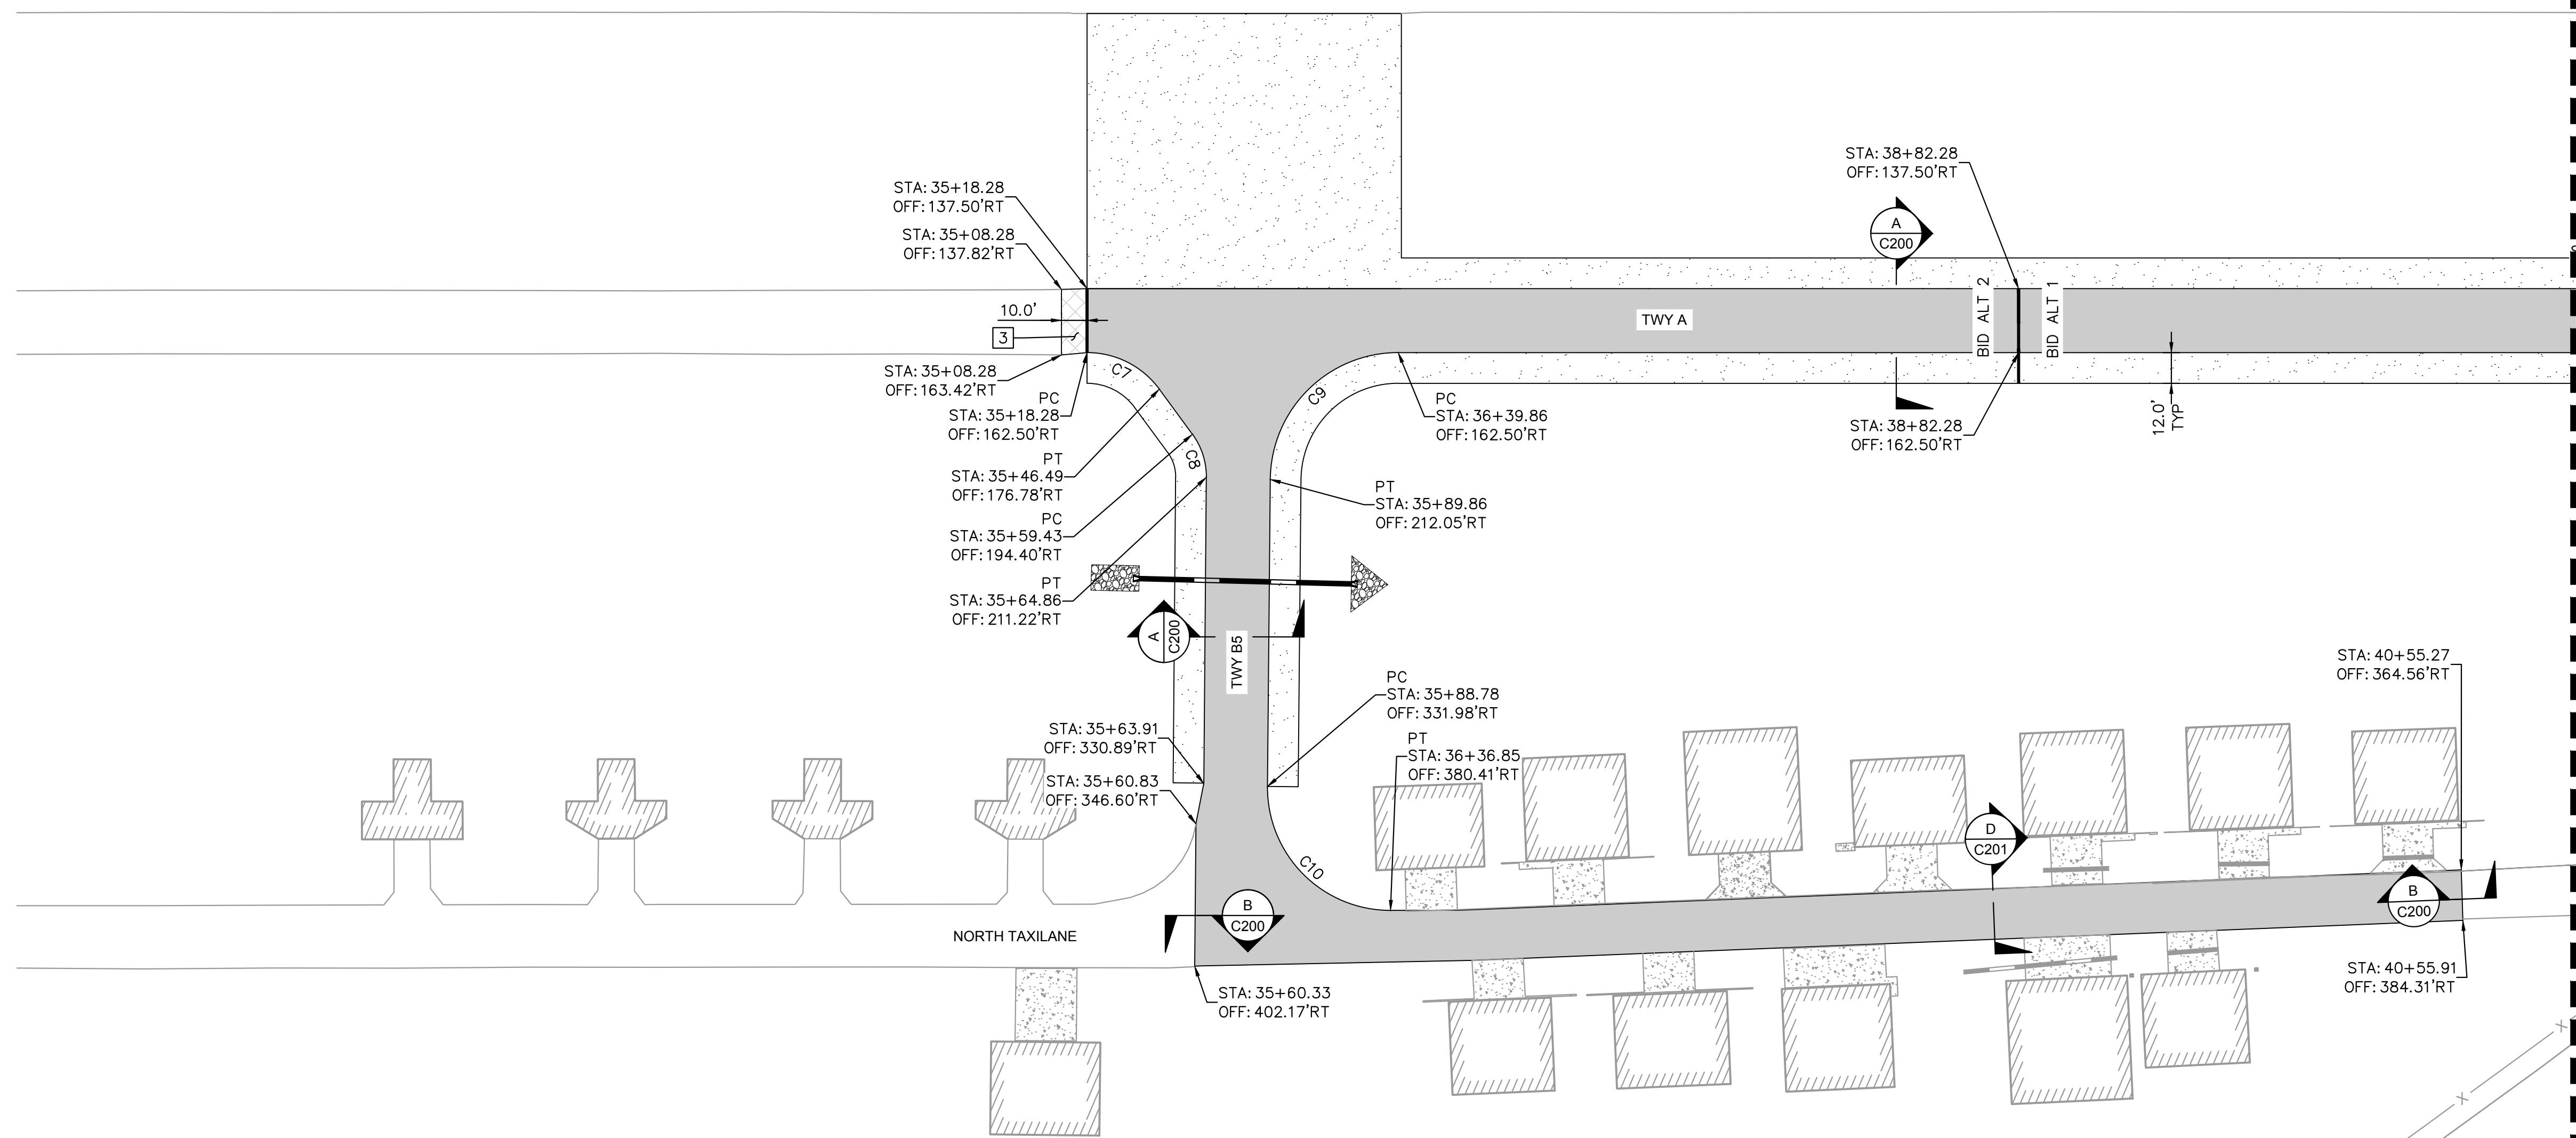 STA: 38+82.28
OFF: 137.50'RT
STA: 35+18.28
OFF: 137.50'RT
STA: 35+08.28
OFF: 137.82'RT
A
C200
10.0'
3
TWY A
BID ALT 2
BID ALT 1
STA: 35+08.28
OFF: 163.42'RT
C7
C9
PC
STA: 35+18.28
OFF: 162.50'RT
PC
STA: 36+39.86
OFF: 162.50'RT
STA: 38+82.28
OFF: 162.50'RT
12.0'
TYP
C8
PT
STA: 35+46.49
OFF: 176.78'RT
PT
STA: 35+89.86
OFF: 212.05'RT
PC
STA: 35+59.43
OFF: 194.40'RT
PT
STA: 35+64.86
OFF: 211.22'RT
A
C200
TWY B5
STA: 40+55.27
OFF: 364.56'RT
PC
STA: 35+88.78
OFF: 331.98'RT
STA: 35+63.91
OFF: 330.89'RT
PT
STA: 36+36.85
OFF: 380.41'RT
STA: 35+60.83
OFF: 346.60'RT
D
C201
C10
B
C200
B
C200
NORTH TAXILANE
STA: 40+55.91
OFF: 384.31'RT
STA: 35+60.33
OFF: 402.17'RT
X
X